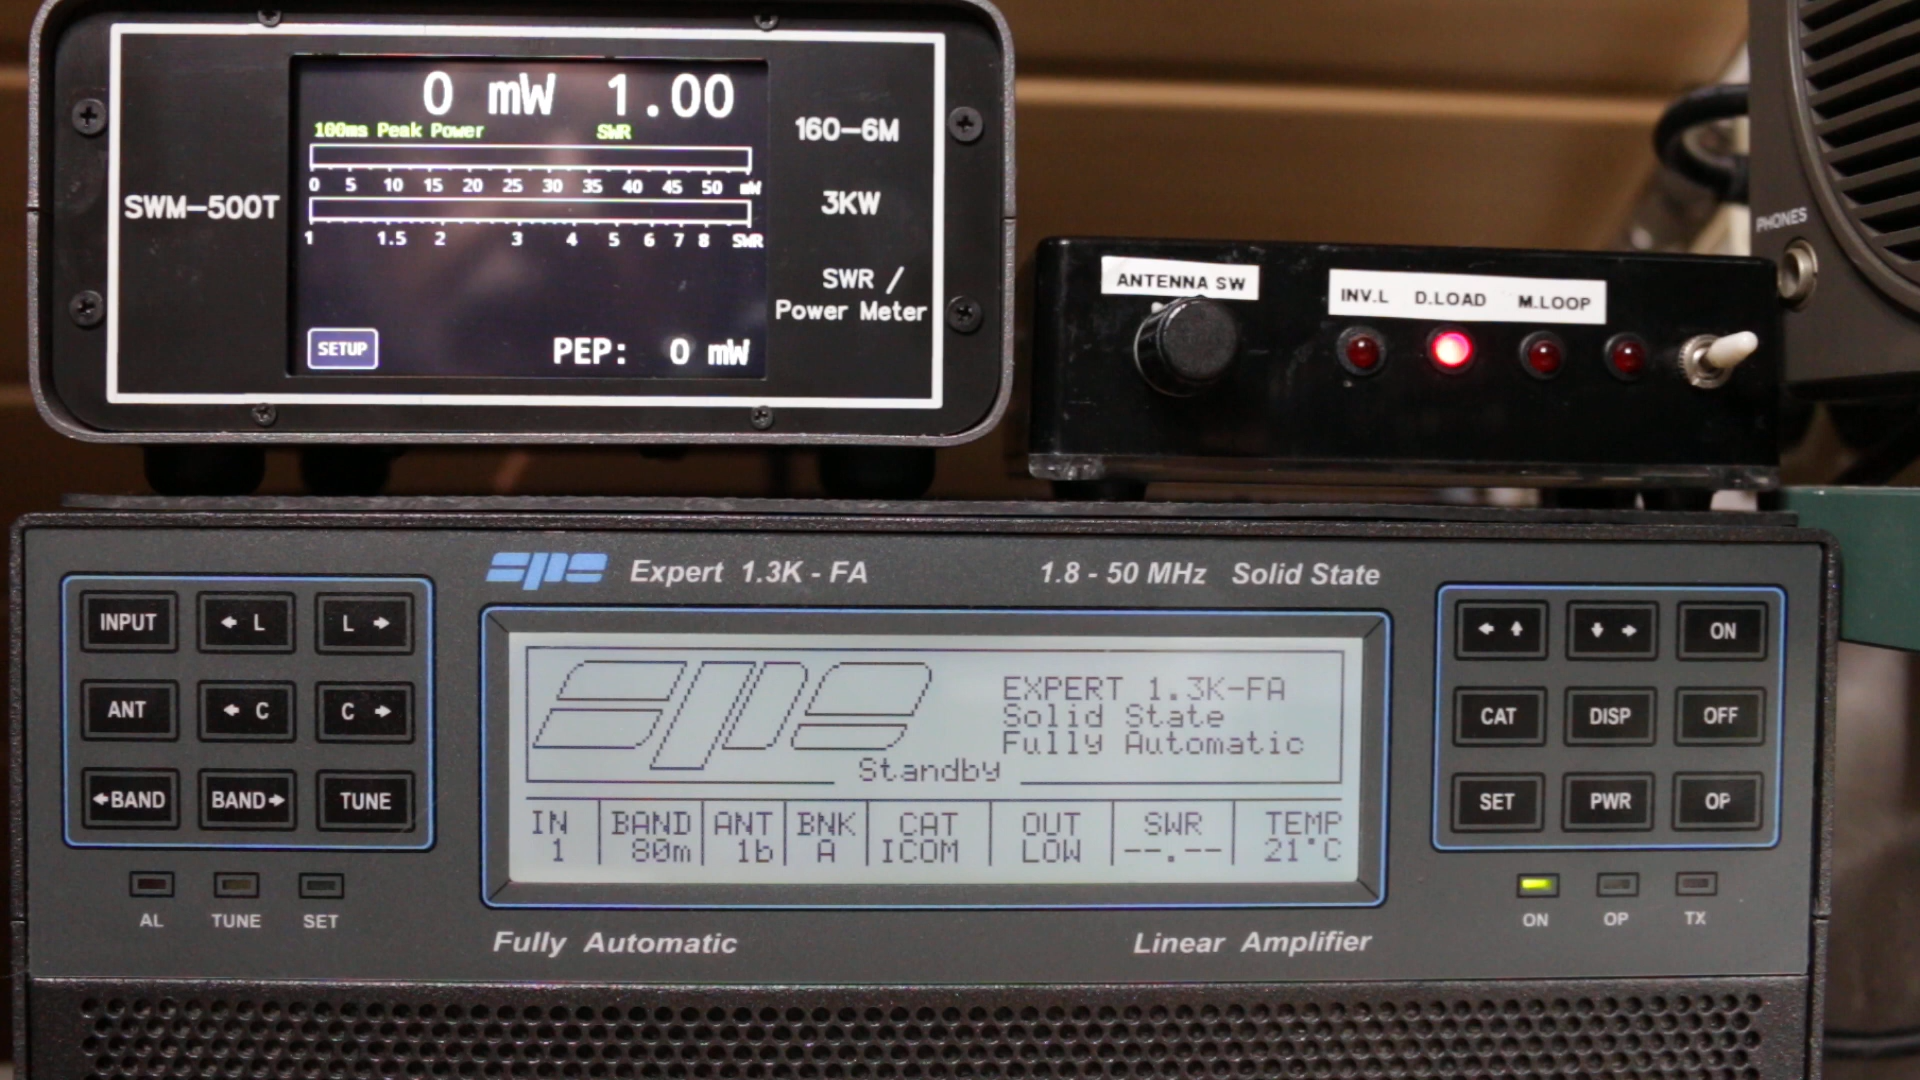 0 mW 1.00
100ms Peak Power SWR
0 5 10 15 20 25 30 35 40 45 50 mW
1 1.5 2 3 4 5 6 7 8 SWR
SETUP PEP: 0 mW
SWM-500T
160-6M
3KW
SWR /
Power Meter
ANTENNA SW
INV.L D.LOAD M.LOOP
PHONES
spe Expert 1.3K - FA 1.8 - 50 MHz Solid State
INPUT ← L L →
ANT ← C C →
←BAND BAND→ TUNE
AL TUNE SET
spe
EXPERT 1.3K-FA
Solid State
Fully Automatic
Standby
IN BAND ANT BNK CAT OUT SWR TEMP
1 80m 1b A ICOM LOW --.-- 21°C
← ↑ ↓ → ON
CAT DISP OFF
SET PWR OP
ON OP TX
Fully Automatic Linear Amplifier